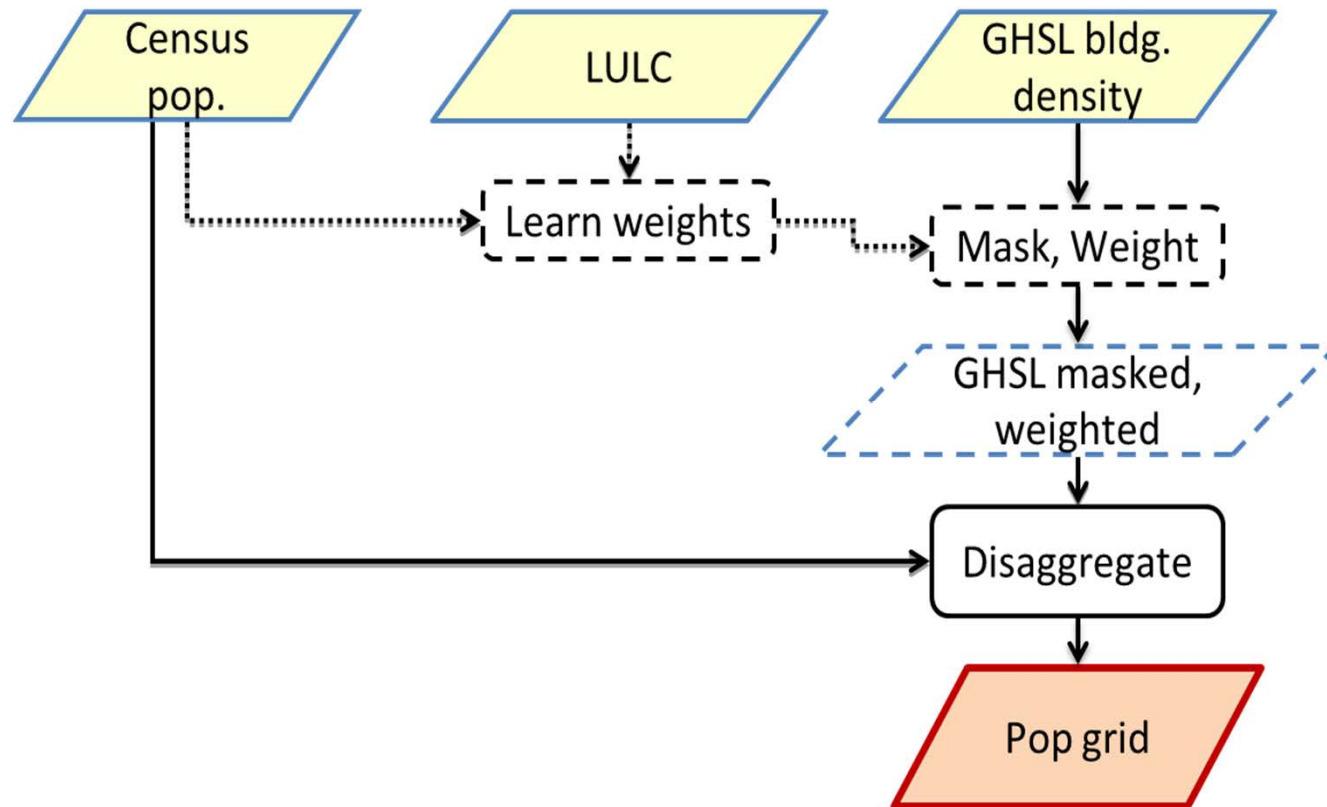 Census
pop.
LULC
GHSL bldg.
density
Learn weights
Mask, Weight
GHSL masked,
weighted
Disaggregate
Pop grid